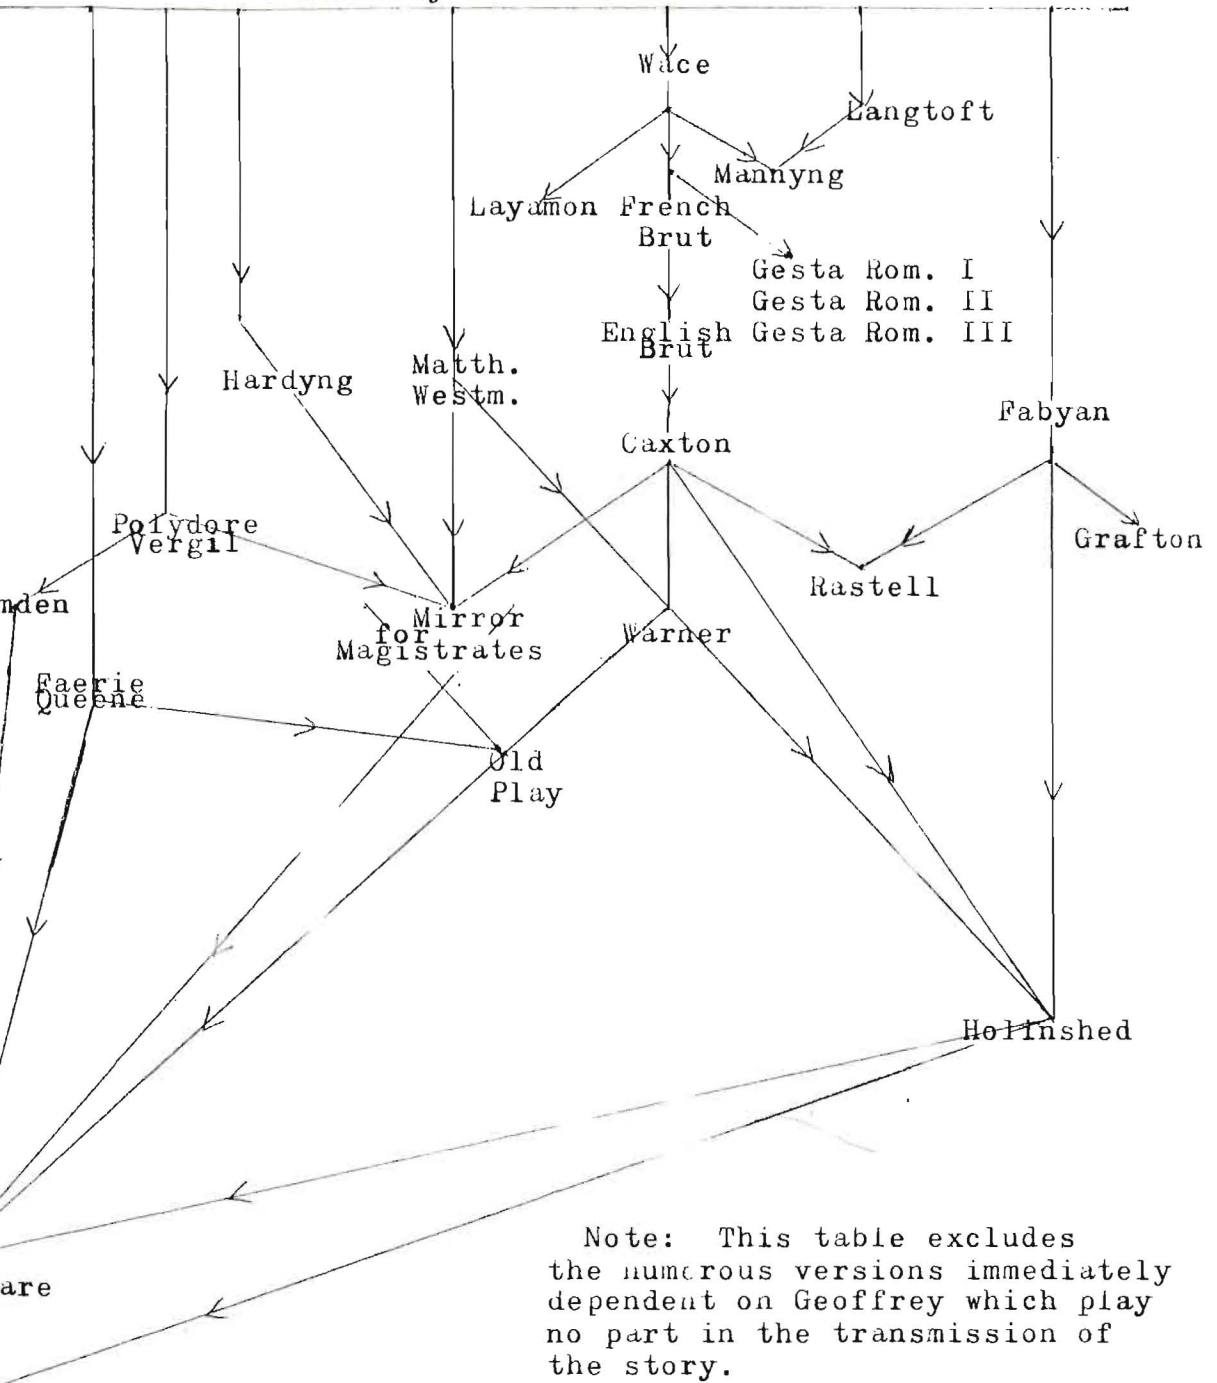 Wace
Langtoft
Mannyng
Layamon French
Brut
Gesta Rom. I
Gesta Rom. II
English Gesta Rom. III
Brut
Matth.
Hardyng
Westm.
Fabyan
Caxton
Polydore
Vergil
Grafton
Rastell
mden
Mirror
for
Magistrates
Warner
Faerie
Queene
Old
Play
Holinshed
are
Note: This table excludes
the numerous versions immediately
dependent on Geoffrey which play
no part in the transmission of
the story.